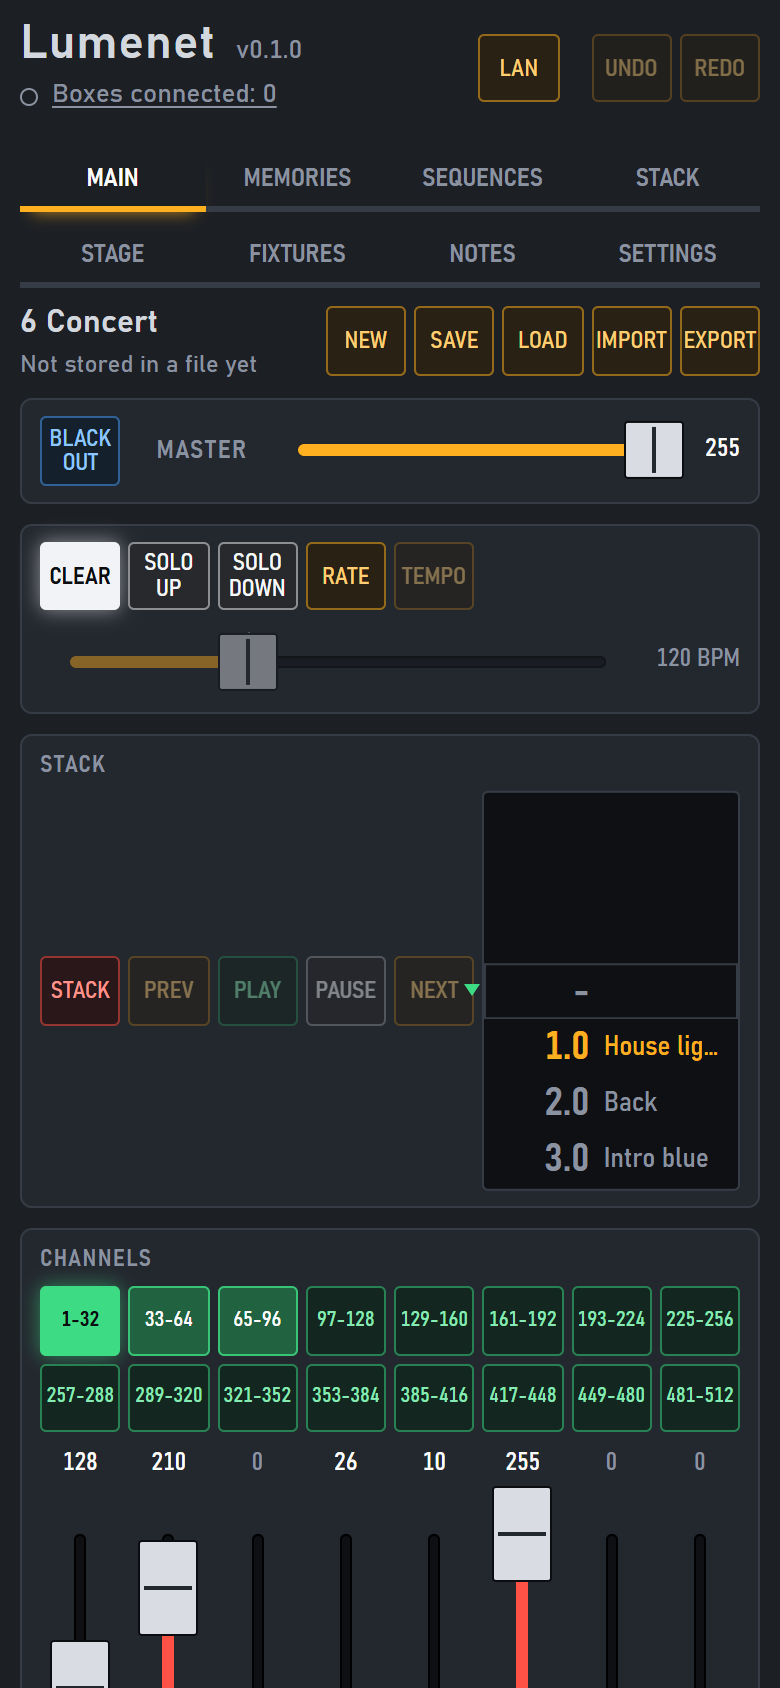 Lumenet v0.1.0
Boxes connected: 0
LAN UNDO REDO
MAIN MEMORIES SEQUENCES STACK
STAGE FIXTURES NOTES SETTINGS
6 Concert
Not stored in a file yet
NEW SAVE LOAD IMPORT EXPORT
BLACK
OUT
MASTER 255
CLEAR
SOLO
UP
SOLO
DOWN
RATE TEMPO
120 BPM
STACK
STACK PREV PLAY PAUSE NEXT
-
1.0 House lig…
2.0 Back
3.0 Intro blue
CHANNELS
1-32 33-64 65-96 97-128 129-160 161-192 193-224 225-256
257-288 289-320 321-352 353-384 385-416 417-448 449-480 481-512
128 210 0 26 10 255 0 0